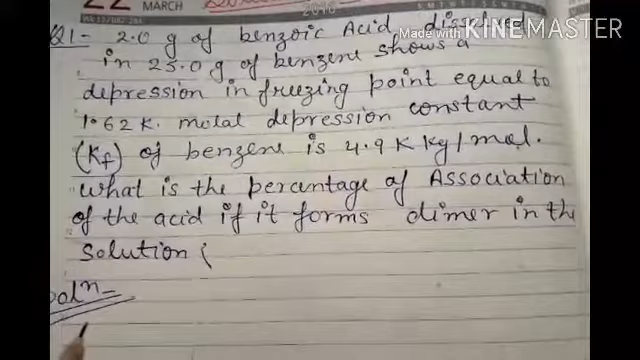 22 MARCH
2016
Made with KINEMASTER
Q1- 2.0 g of benzoic Acid dissolved
in 25.0 g of benzene shows a
depression in freezing point equal to
1.62 K. molal depression constant
(Kf) of benzene is 4.9 K kg/mol.
What is the percentage of Association
of the acid if it forms dimer in the
solution (
Solⁿ-